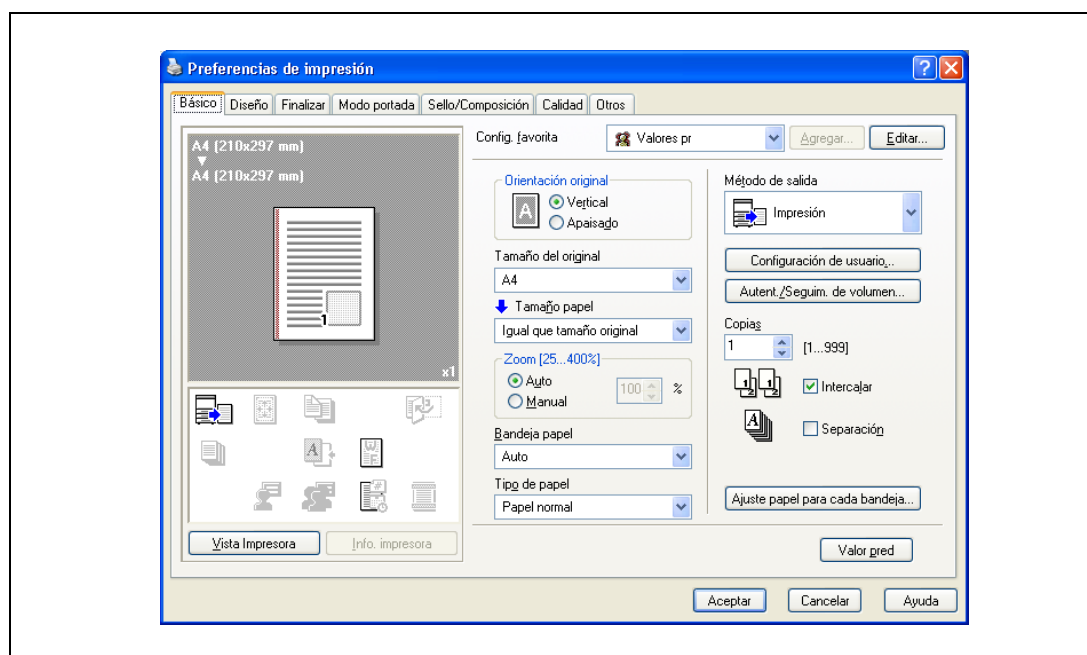 Preferencias de impresión
Básico Diseño Finalizar Modo portada Sello/Composición Calidad Otros
A4 (210x297 mm)
A4 (210x297 mm)
1
x1
Config. favorita Valores pr Agregar... Editar...
Orientación original
A
Vertical
Apaisado
Tamaño del original
A4
Tamaño papel
Igual que tamaño original
Zoom [25...400%]
Auto
Manual
100 %
Bandeja papel
Auto
Tipo de papel
Papel normal
Método de salida
Impresión
Configuración de usuario...
Autent./Seguim. de volumen...
Copias
1 [1...999]
Intercalar
Separación
Ajuste papel para cada bandeja...
Vista Impresora Info. impresora
Valor pred
Aceptar Cancelar Ayuda